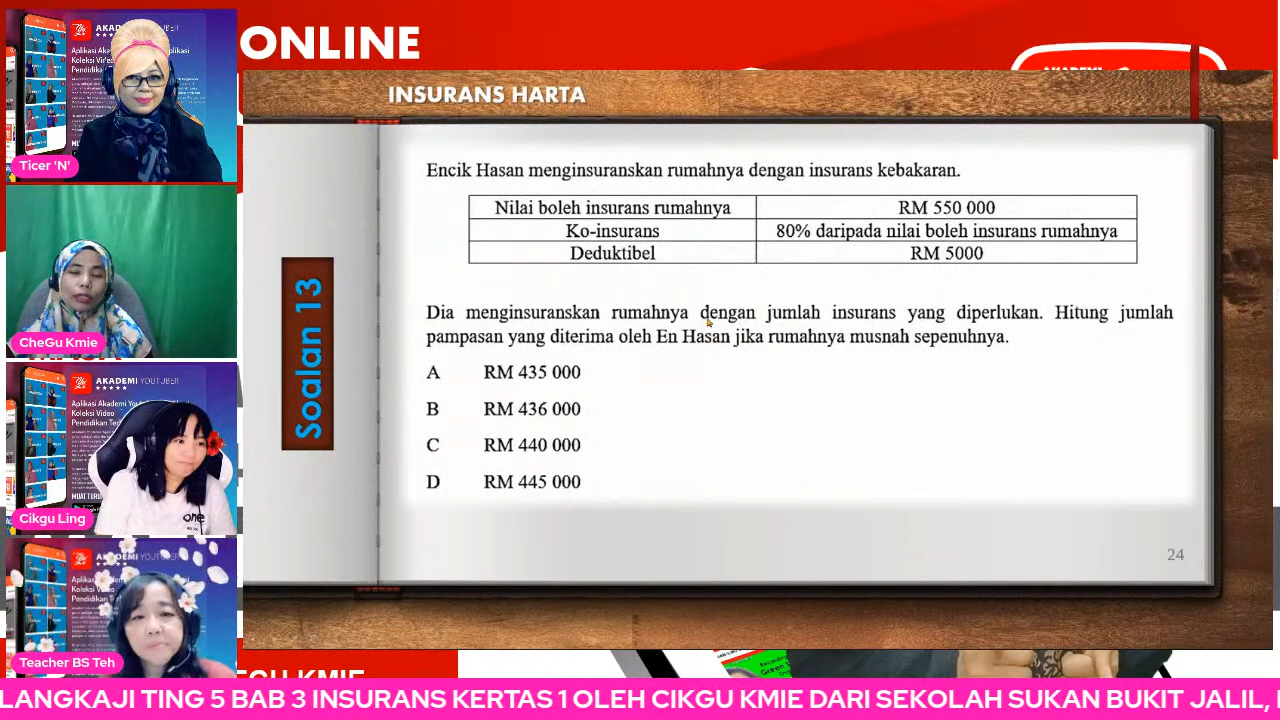 ONLINE
INSURANS HARTA
Encik Hasan menginsuranskan rumahnya dengan insurans kebakaran.
Nilai boleh insurans rumahnya RM 550 000
Ko-insurans 80% daripada nilai boleh insurans rumahnya
Deduktibel RM 5000
Soalan 13
Dia menginsuranskan rumahnya dengan jumlah insurans yang diperlukan. Hitung jumlah
pampasan yang diterima oleh En Hasan jika rumahnya musnah sepenuhnya.
A RM 435 000
B RM 436 000
C RM 440 000
D RM 445 000
24
Ticer 'N'
CheGu Kmie
AKADEMI YOUTUBER
Koleksi Video
MUAT TURU
one
Cikgu Ling
Teacher BS Teh
LANGKAJI TING 5 BAB 3 INSURANS KERTAS 1 OLEH CIKGU KMIE DARI SEKOLAH SUKAN BUKIT JALIL,